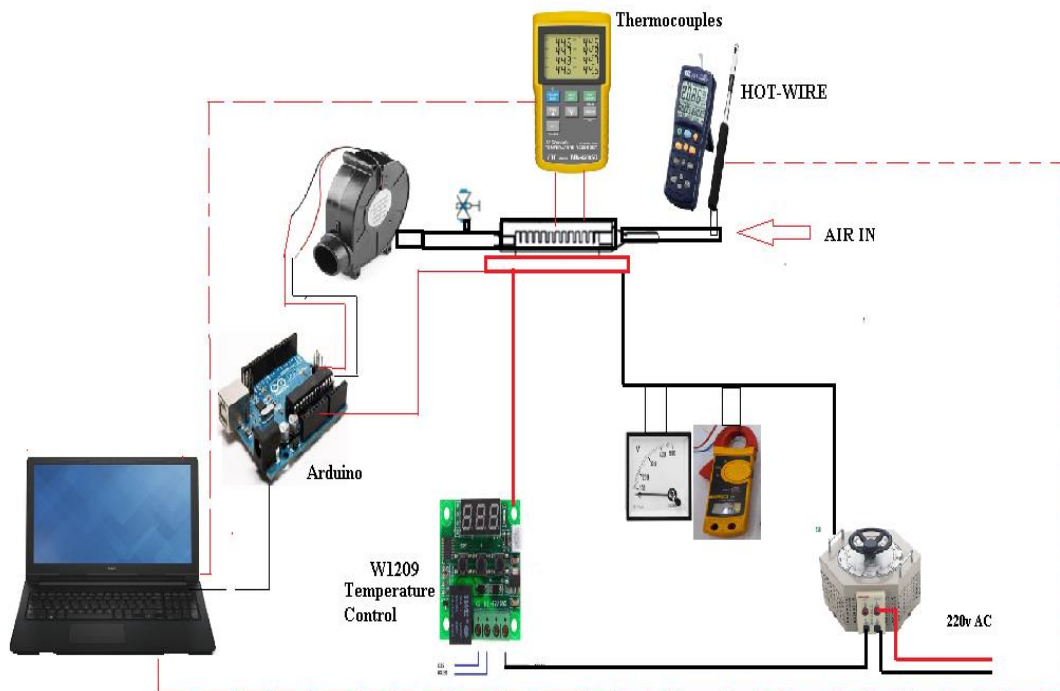 Thermocouples
HOT-WIRE
AIR IN
Arduino
W1209
Temperature
Control
220v AC